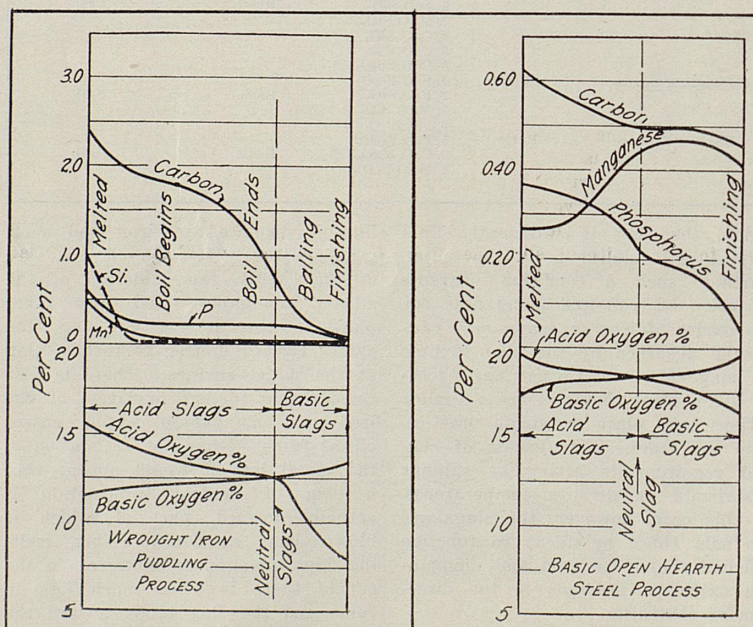 3.0
2.0
1.0
0
20
15
10
5
Per Cent
Carbon
Melted
Si.
Boil Begins
Boil Ends
Balling
Finishing
P
Mn
Acid Slags
Basic
Slags
Acid Oxygen %
Basic Oxygen %
Neutral
Slags
WROUGHT IRON
PUDDLING
PROCESS
0.60
0.40
0.20
0
20
15
10
5
Per Cent
Carbon
Manganese
Phosphorus
Melted
Finishing
Acid Oxygen %
Basic Oxygen %
Acid
Slags
Basic
Slags
Neutral
Slag
BASIC OPEN HEARTH
STEEL PROCESS